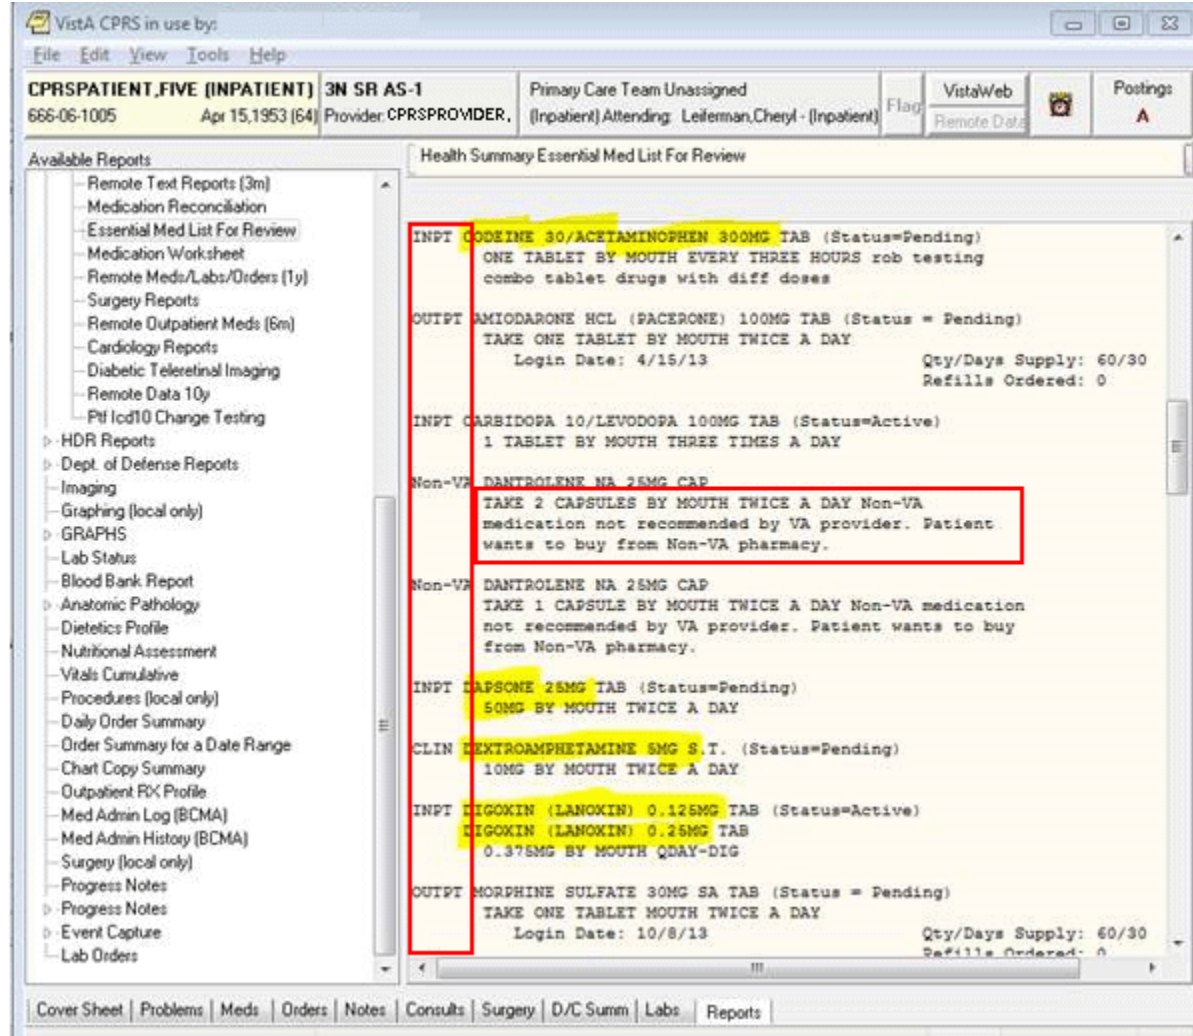 VistA CPRS in use by:
File Edit View Tools Help
CPRSPATIENT,FIVE (INPATIENT) 3N SR AS-1 Primary Care Team Unassigned VistaWeb Postings
666-06-1005 Apr 15,1953 (64) Provider: CPRSPROVIDER, (Inpatient) Attending: Leiferman,Cheryl - (Inpatient) Flag Remote Data A
Available Reports
Remote Text Reports (3m)
Medication Reconciliation
Essential Med List For Review
Medication Worksheet
Remote Meds/Labs/Orders (1y)
Surgery Reports
Remote Outpatient Meds (6m)
Cardiology Reports
Diabetic Teleretinal Imaging
Remote Data 10y
Ptf Icd10 Change Testing
HDR Reports
Dept. of Defense Reports
Imaging
Graphing (local only)
GRAPHS
Lab Status
Blood Bank Report
Anatomic Pathology
Dietetics Profile
Nutritional Assessment
Vitals Cumulative
Procedures (local only)
Daily Order Summary
Order Summary for a Date Range
Chart Copy Summary
Outpatient RX Profile
Med Admin Log (BCMA)
Med Admin History (BCMA)
Surgery (local only)
Progress Notes
Progress Notes
Event Capture
Lab Orders
Health Summary Essential Med List For Review
INPT CODEINE 30/ACETAMINOPHEN 300MG TAB (Status=Pending)
ONE TABLET BY MOUTH EVERY THREE HOURS rob testing
combo tablet drugs with diff doses
OUTPT AMIODARONE HCL (PACERONE) 100MG TAB (Status = Pending)
TAKE ONE TABLET BY MOUTH TWICE A DAY
Login Date: 4/15/13 Qty/Days Supply: 60/30
Refills Ordered: 0
INPT CARBIDOPA 10/LEVODOPA 100MG TAB (Status=Active)
1 TABLET BY MOUTH THREE TIMES A DAY
Non-VA DANTROLENE NA 25MG CAP
TAKE 2 CAPSULES BY MOUTH TWICE A DAY Non-VA
medication not recommended by VA provider. Patient
wants to buy from Non-VA pharmacy.
Non-VA DANTROLENE NA 25MG CAP
TAKE 1 CAPSULE BY MOUTH TWICE A DAY Non-VA medication
not recommended by VA provider. Patient wants to buy
from Non-VA pharmacy.
INPT DAPSONE 25MG TAB (Status=Pending)
50MG BY MOUTH TWICE A DAY
CLIN DEXTROAMPHETAMINE 5MG S.T. (Status=Pending)
10MG BY MOUTH TWICE A DAY
INPT DIGOXIN (LANOXIN) 0.125MG TAB (Status=Active)
DIGOXIN (LANOXIN) 0.25MG TAB
0.375MG BY MOUTH QDAY-DIG
OUTPT MORPHINE SULFATE 30MG SA TAB (Status = Pending)
TAKE ONE TABLET MOUTH TWICE A DAY
Login Date: 10/8/13 Qty/Days Supply: 60/30
Refills Ordered: 0
Cover Sheet Problems Meds Orders Notes Consults Surgery D/C Summ Labs Reports